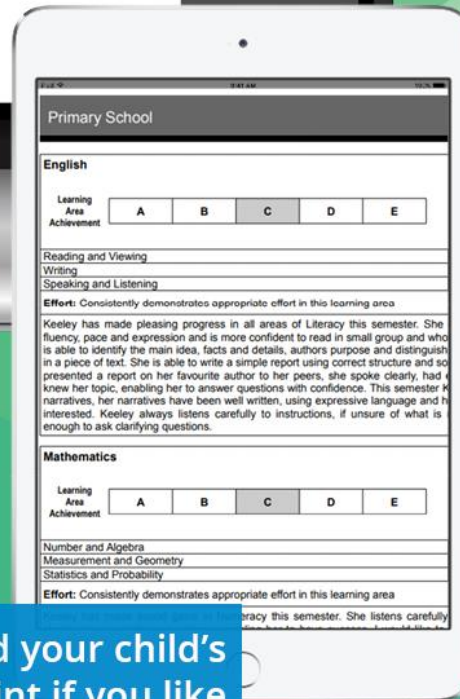 7:41 AM
Primary School
English
Learning
Area
Achievement
A B C D E
Reading and Viewing
Writing
Speaking and Listening
Effort: Consistently demonstrates appropriate effort in this learning area
Keeley has made pleasing progress in all areas of Literacy this semester. She
fluency, pace and expression and is more confident to read in small group and who
is able to identify the main idea, facts and details, authors purpose and distinguish
in a piece of text. She is able to write a simple report using correct structure and so
presented a report on her favourite author to her peers, she spoke clearly, had
knew her topic, enabling her to answer questions with confidence. This semester K
narratives, her narratives have been well written, using expressive language and h
interested. Keeley always listens carefully to instructions, if unsure of what is
enough to ask clarifying questions.
Mathematics
Learning
Area
Achievement
A B C D E
Number and Algebra
Measurement and Geometry
Statistics and Probability
Effort: Consistently demonstrates appropriate effort in this learning area
this semester. She listens carefully
d your child's
int if you like